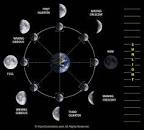 FIRST
QUARTER
WAXING
CRESCENT
WAXING
GIBBOUS
NEW
FULL
WANING
GIBBOUS
WANING
CRESCENT
THIRD
QUARTER
SUNLIGHT